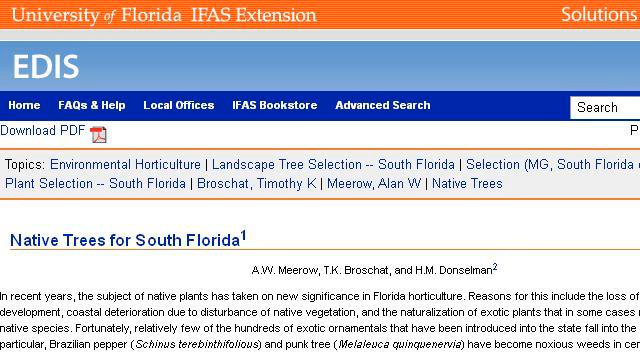 University of Florida IFAS Extension Solutions
EDIS
Home FAQs & Help Local Offices IFAS Bookstore Advanced Search Search
Download PDF P
Topics: Environmental Horticulture | Landscape Tree Selection -- South Florida | Selection (MG, South Florida
Plant Selection -- South Florida | Broschat, Timothy K | Meerow, Alan W | Native Trees
Native Trees for South Florida1
A.W. Meerow, T.K. Broschat, and H.M. Donselman2
In recent years, the subject of native plants has taken on new significance in Florida horticulture. Reasons for this include the loss of
development, coastal deterioration due to disturbance of native vegetation, and the naturalization of exotic plants that in some cases
native species. Fortunately, relatively few of the hundreds of exotic ornamentals that have been introduced into the state fall into the
particular, Brazilian pepper (Schinus terebinthifolious) and punk tree (Melaleuca quinquenervia) have become noxious weeds in